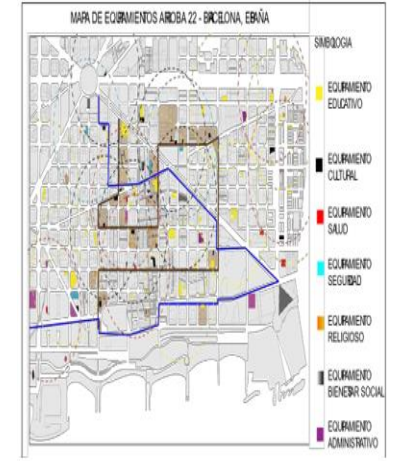 MAPA DE EQUIPAMIENTOS ARROBA 22 - BARCELONA, ESPAÑA
SIMBOLOGIA
EQUIPAMIENTO
EDUCATIVO
EQUIPAMIENTO
CULTURAL
EQUIPAMIENTO
SALUD
EQUIPAMIENTO
SEGURIDAD
EQUIPAMIENTO
RELIGIOSO
EQUIPAMIENTO
BIENESTAR SOCIAL
EQUIPAMIENTO
ADMINISTRATIVO